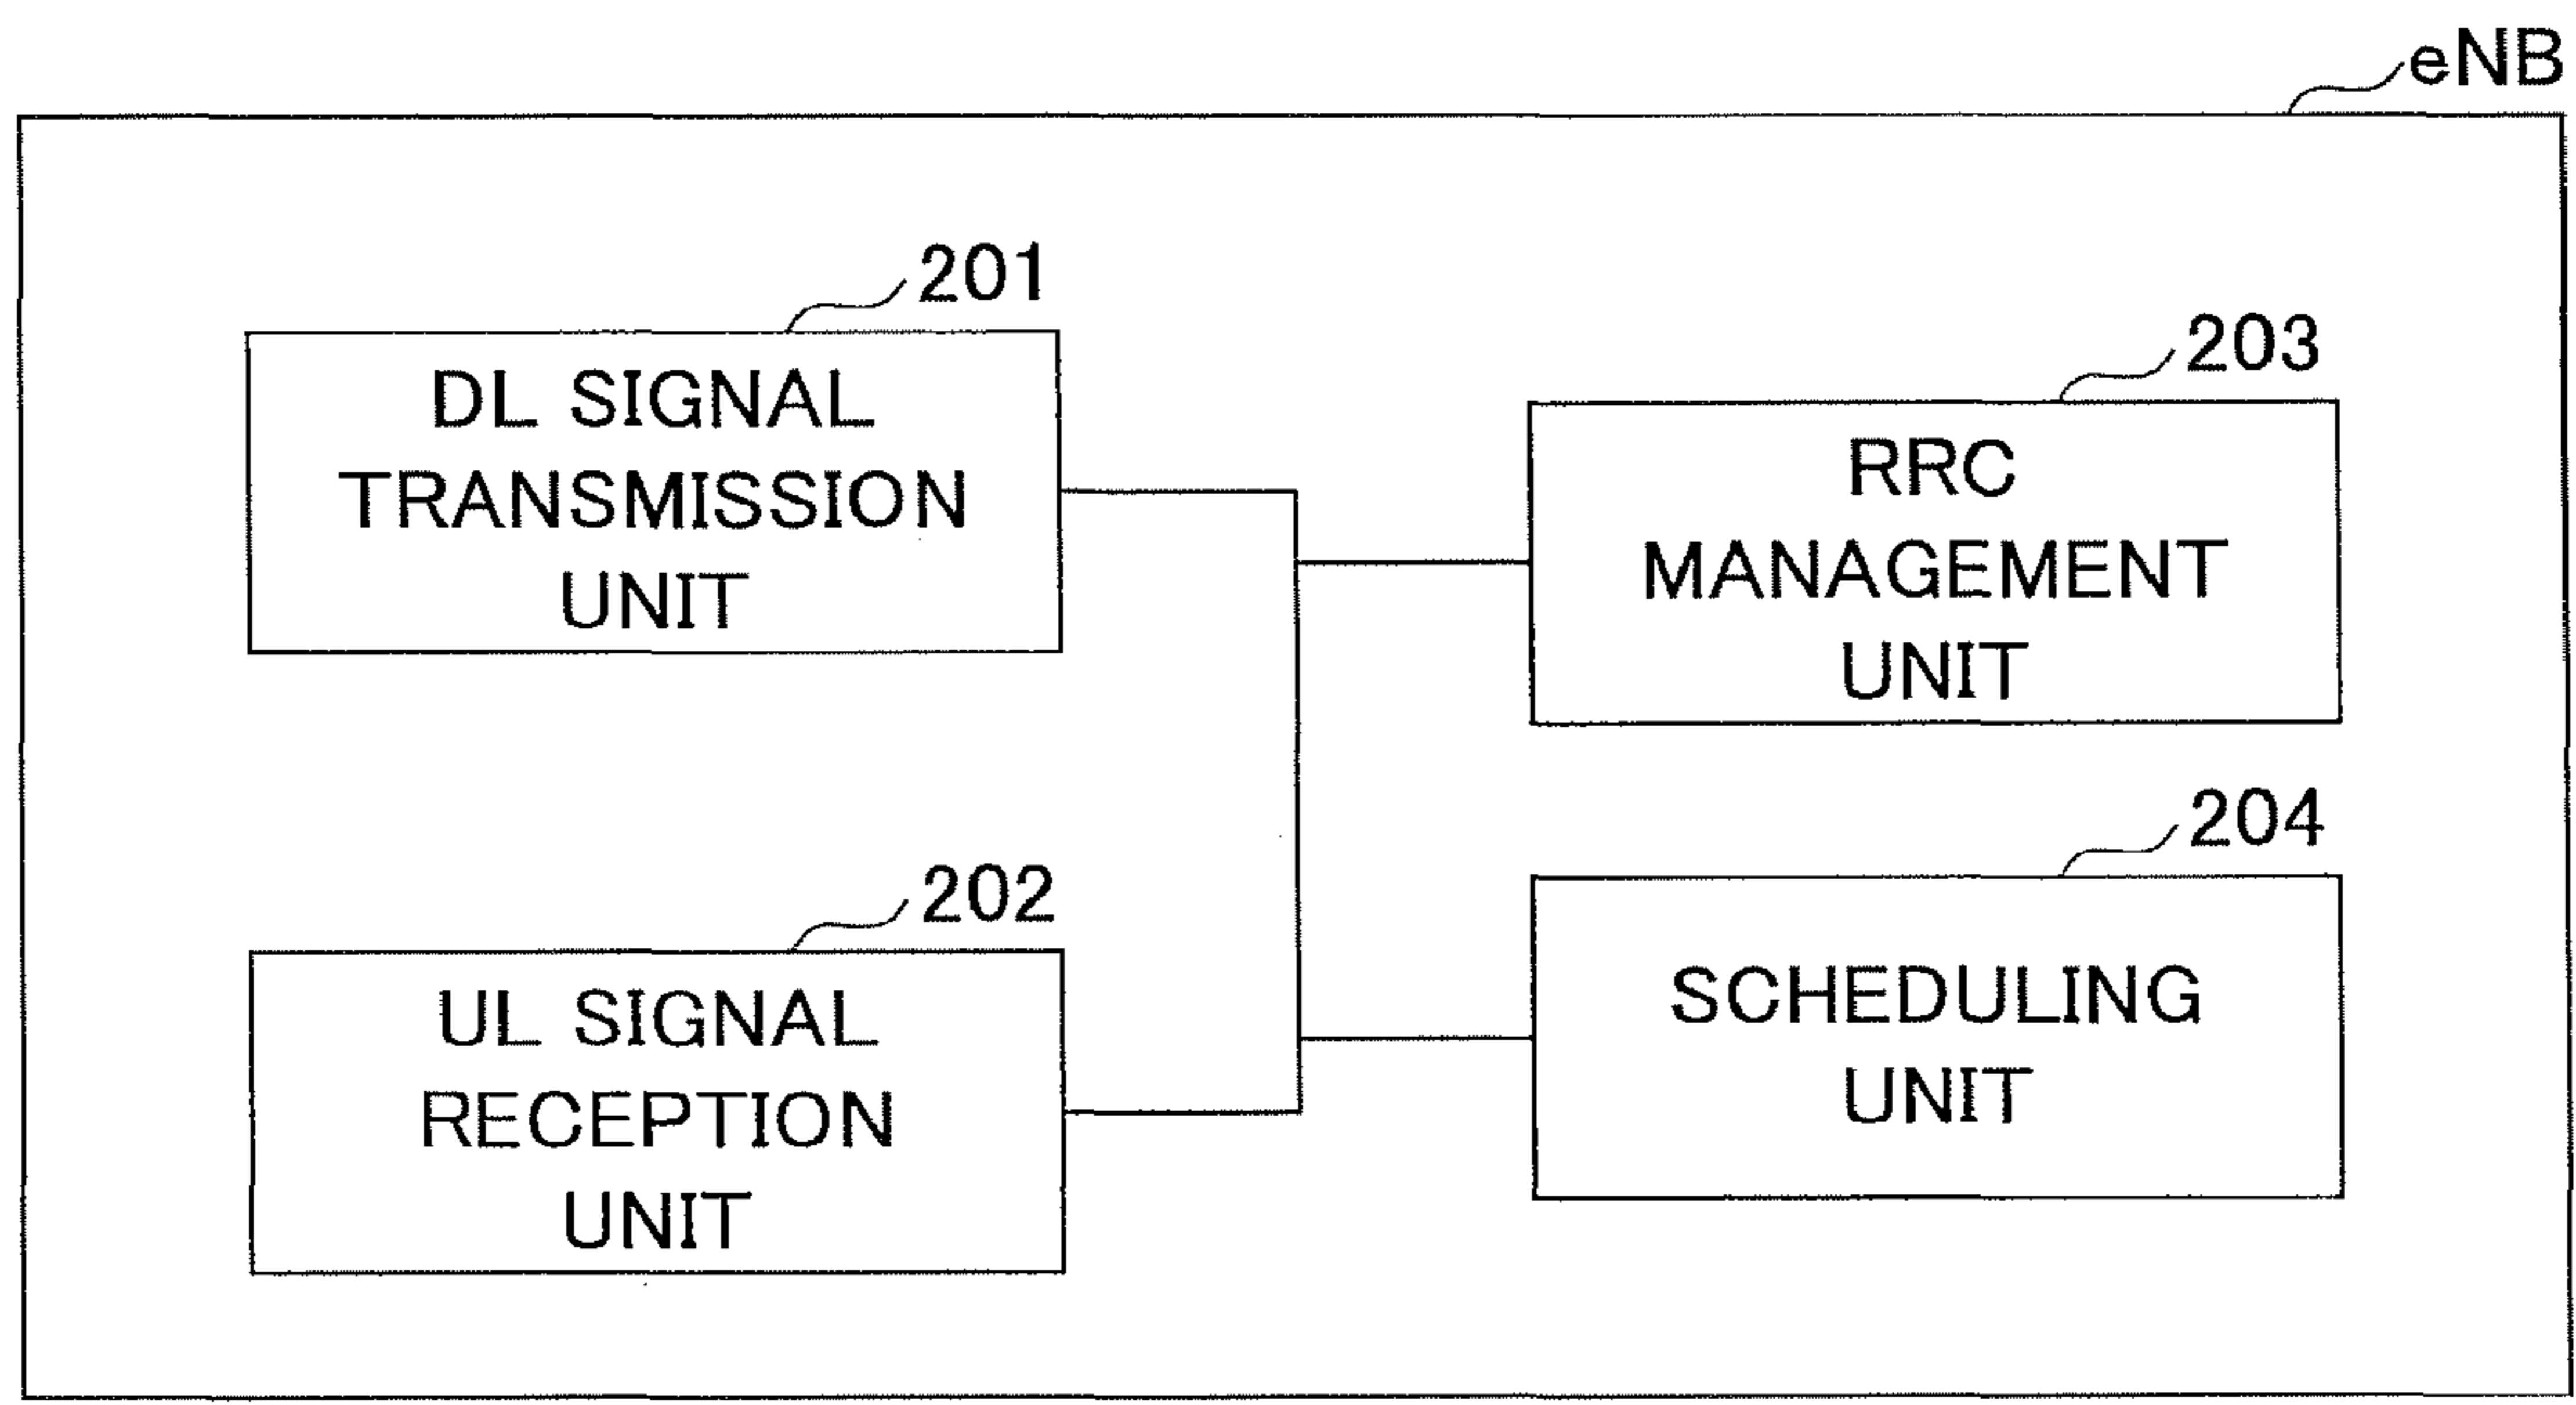 eNB
201
DL SIGNAL
TRANSMISSION
UNIT
203
RRC
MANAGEMENT
UNIT
202
UL SIGNAL
RECEPTION
UNIT
204
SCHEDULING
UNIT